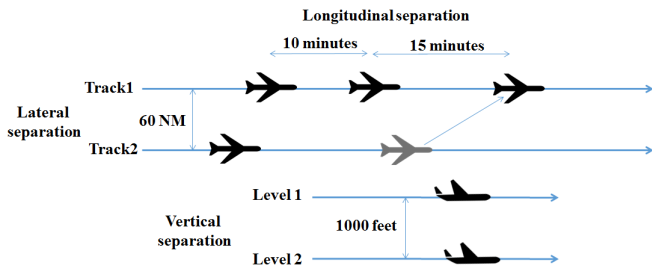 Longitudinal separation
10 minutes
15 minutes
Track1
Lateral
separation
60 NM
Track2
Level 1
Vertical
separation
1000 feet
Level 2